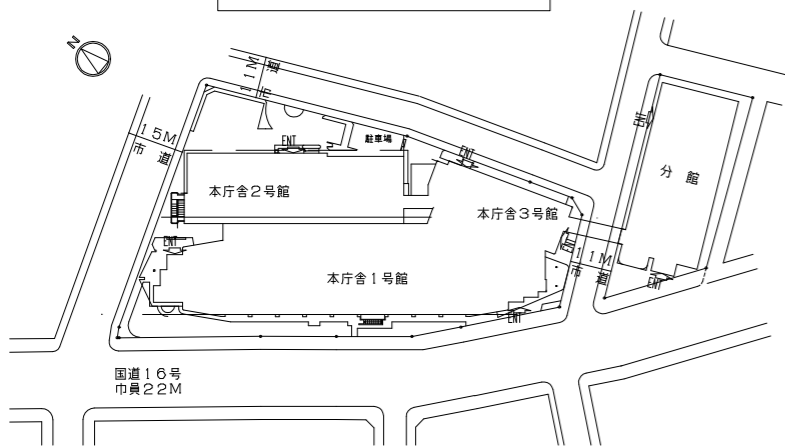 N
11M
市道
15M
市道
ENT
駐車場
ENT
ENT
分館
本庁舎2号館
本庁舎3号館
ENT
ENT
11M
市道
本庁舎1号館
ENT
ENT
国道16号
巾員22M